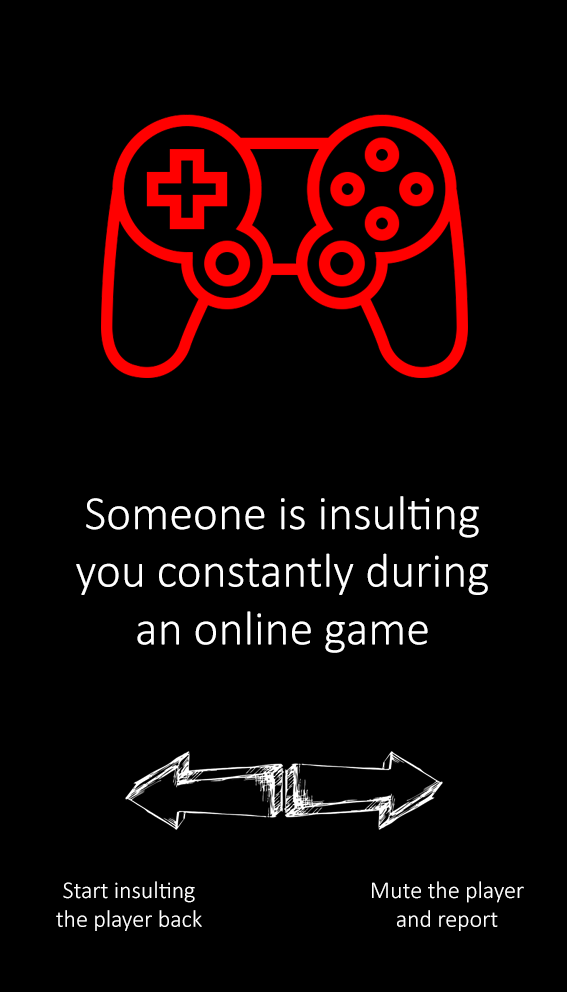 Someone is insulting
you constantly during
an online game
Start insulting
the player back
Mute the player
and report